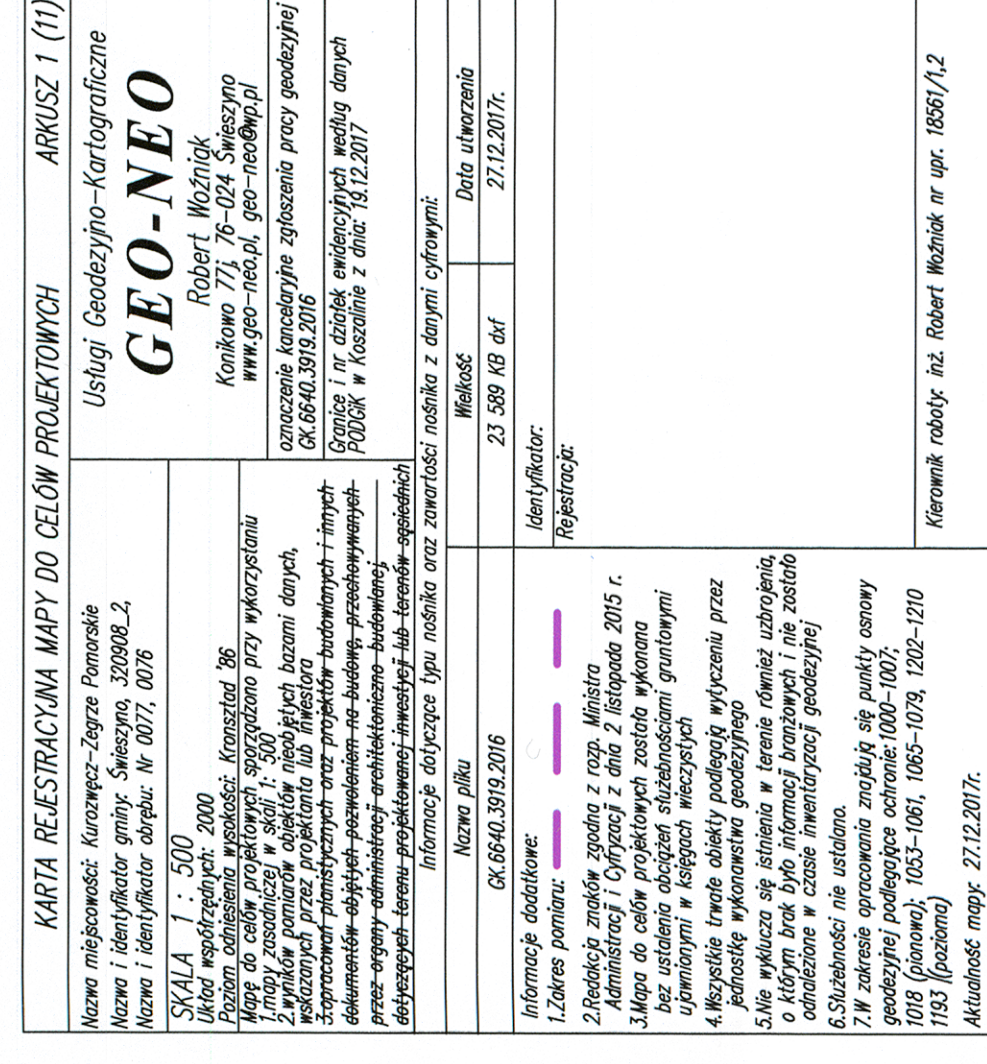 KARTA REJESTRACYJNA MAPY DO CELÓW PROJEKTOWYCH ARKUSZ 1 (11)
Nazwa miejscowości: Kurozwęcz-Zegrze Pomorskie
Nazwa i identyfikator gminy: Świeszyno, 320908_2,
Nazwa i identyfikator obrębu: Nr 0077, 0076
SKALA 1 : 500
Układ współrzędnych: 2000
Poziom odniesienia wysokości: Kronsztad '86
Mapę do celów projektowych sporządzono przy wykorzystaniu
1.mapy zasadniczej w skali 1: 500
2.wyników pomiarów obiektów nieobjętych bazami danych,
wskazanych przez projektanta lub inwestora
3.opracowań planistycznych oraz projektów budowlanych i innych
dokumentów objętych pozwoleniem na budowę, przechowywanych
przez organy administracji architektoniczno budowlanej,
dotyczących terenu projektowanej inwestycji lub terenów sąsiednich
Usługi Geodezyjno-Kartograficzne
GEO-NEO
Robert Woźniak
Konikowo 77j, 76-024 Świeszyno
www.geo-neo.pl, geo-neo@wp.pl
oznaczenie kancelaryjne zgłoszenia pracy geodezyjnej
GK.6640.3919.2016
Granice i nr działek ewidencyjnych według danych
PODGiK w Koszalinie z dnia: 19.12.2017
Informacje dotyczące typu nośnika oraz zawartości nośnika z danymi cyfrowymi:
Nazwa pliku Wielkość Data utworzenia
GK.6640.3919.2016 23 589 KB dxf 27.12.2017r.
Informacje dodatkowe:
1.Zakres pomiaru:
2.Redakcja znaków zgodna z rozp. Ministra
Administracji i Cyfryzacji z dnia 2 listopada 2015 r.
3.Mapa do celów projektowych została wykonana
bez ustalenia obciążeń służebnościami gruntowymi
ujawnionymi w księgach wieczystych
4.Wszystkie trwałe obiekty podlegają wytyczeniu przez
jednostkę wykonawstwa geodezyjnego
5.Nie wyklucza się istnienia w terenie również uzbrojenia,
o którym brak było informacji branżowych i nie zostało
odnalezione w czasie inwentaryzacji geodezyjnej
6.Służebności nie ustalano.
7.W zakresie opracowania znajdują się punkty osnowy
geodezyjnej podlegające ochronie:1000-1007;
1018 (pionowa); 1053-1061, 1065-1079, 1202-1210
1193 (pozioma)
Aktualność mapy: 27.12.2017r.
Identyfikator:
Rejestracja:
Kierownik roboty: inż. Robert Woźniak nr upr. 18561/1,2